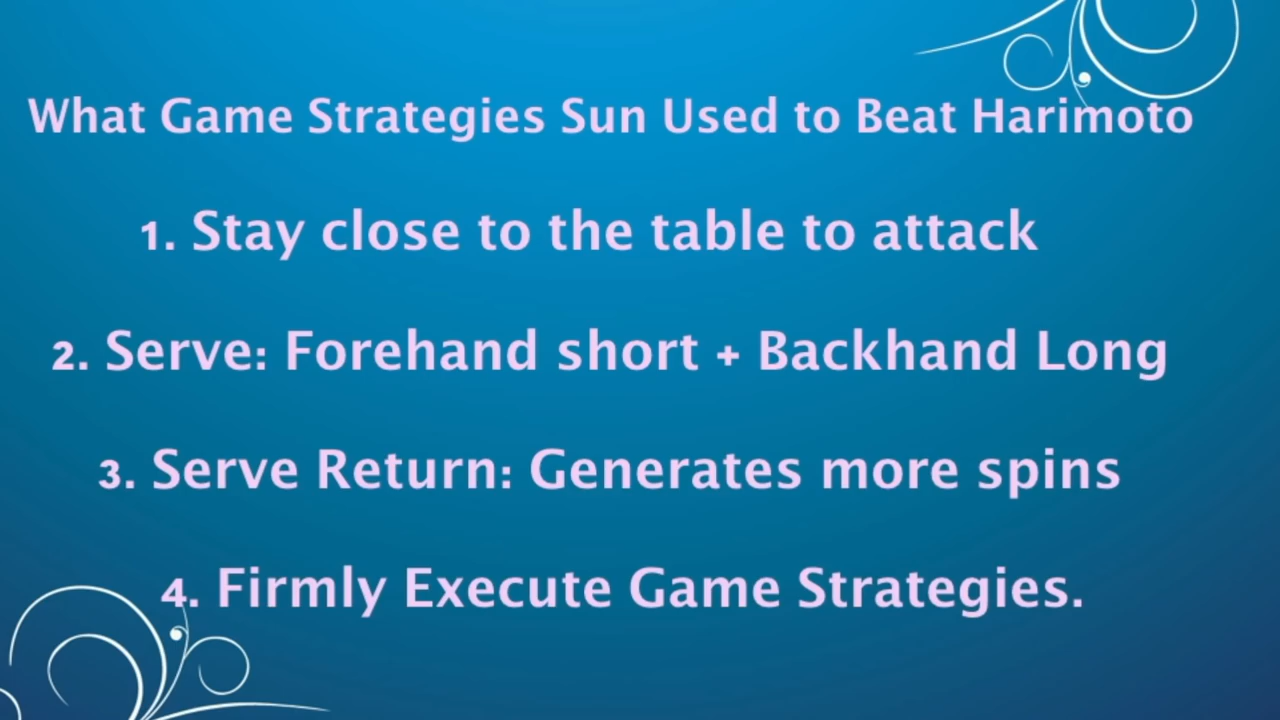 What Game Strategies Sun Used to Beat Harimoto
1. Stay close to the table to attack
2. Serve: Forehand short + Backhand Long
3. Serve Return: Generates more spins
4. Firmly Execute Game Strategies.